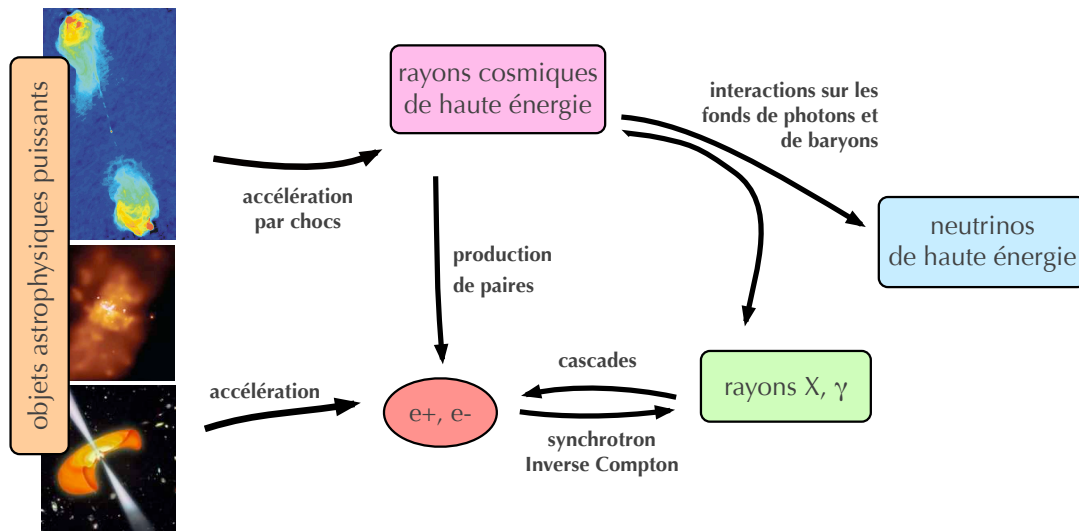 objets astrophysiques puissants
rayons cosmiques
de haute énergie
interactions sur les
fonds de photons et
de baryons
accélération
par chocs
neutrinos
de haute énergie
production
de paires
accélération
cascades
e+, e-
rayons X, γ
synchrotron
Inverse Compton